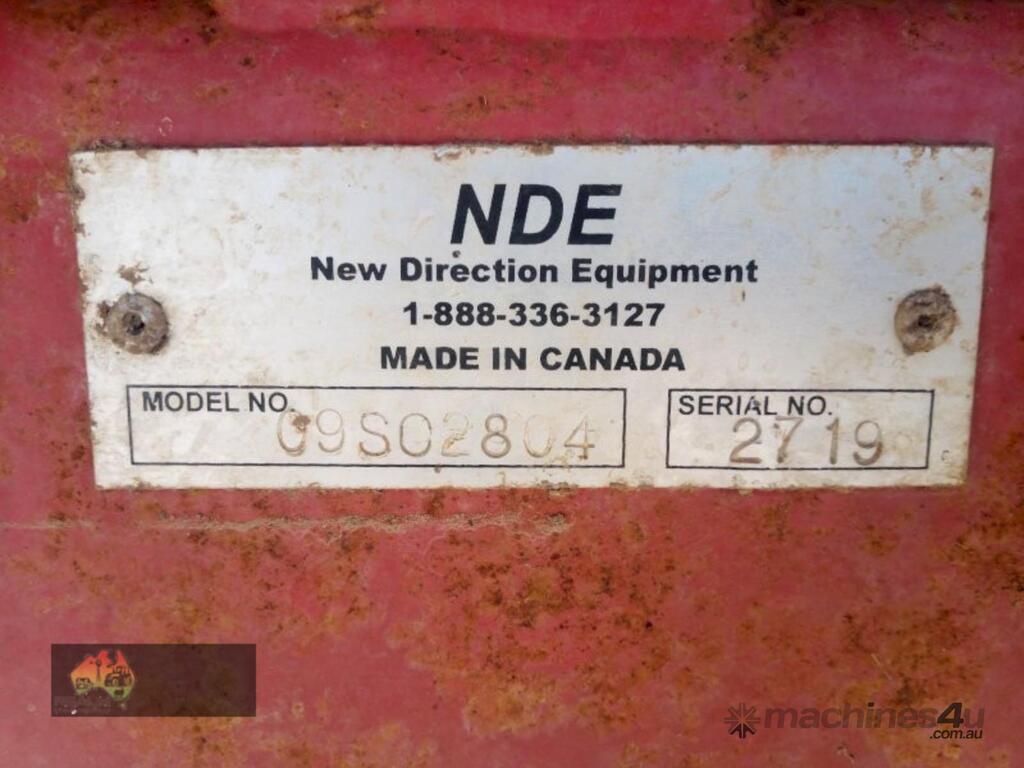 NDE
New Direction Equipment
1-888-336-3127
MADE IN CANADA
MODEL NO. 09S02804
SERIAL NO. 2719
machines4u
.com.au